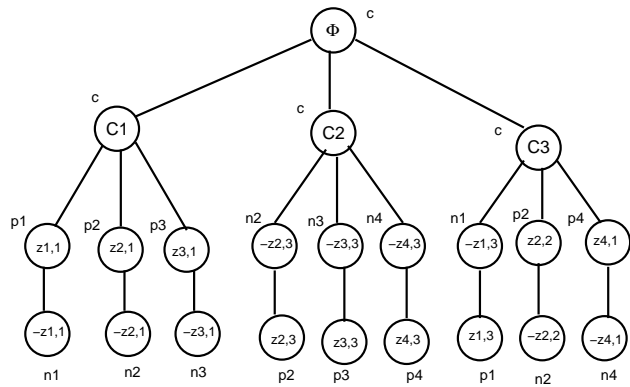 c
Φ
c
C1
c
C2
c
C3
p1 p2 p3 n2 n3 n4 n1 p2 p4
z1,1 z2,1 z3,1 −z2,3 −z3,3 −z4,3 −z1,3 z2,2 z4,1
−z1,1 −z2,1 −z3,1 z2,3 z3,3 z4,3 z1,3 −z2,2 −z4,1
n1 n2 n3 p2 p3 p4 p1 n2 n4